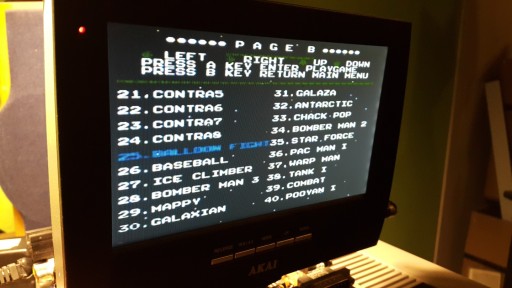 ●●●●●● PAGE B ●●●●●●
LEFT RIGHT UP DOWN
PRESS A KEY ENTER PLAYGAME
PRESS B KEY RETURN MAIN MENU
21.CONTRA5
22.CONTRA6
23.CONTRA7
24.CONTRA8
25.BALLOON FIGHT
26.BASEBALL
27.ICE CLIMBER
28.BOMBER MAN 3
29.MAPPY
30.GALAXIAN
31.GALAZA
32.ANTARCTIC
33.CHACK POP
34.BOMBER MAN 2
35.STAR FORCE
36.PAC MAN I
37.WARP MAN
38.TANK I
39.COMBAT
40.POOYAN I
AKAI